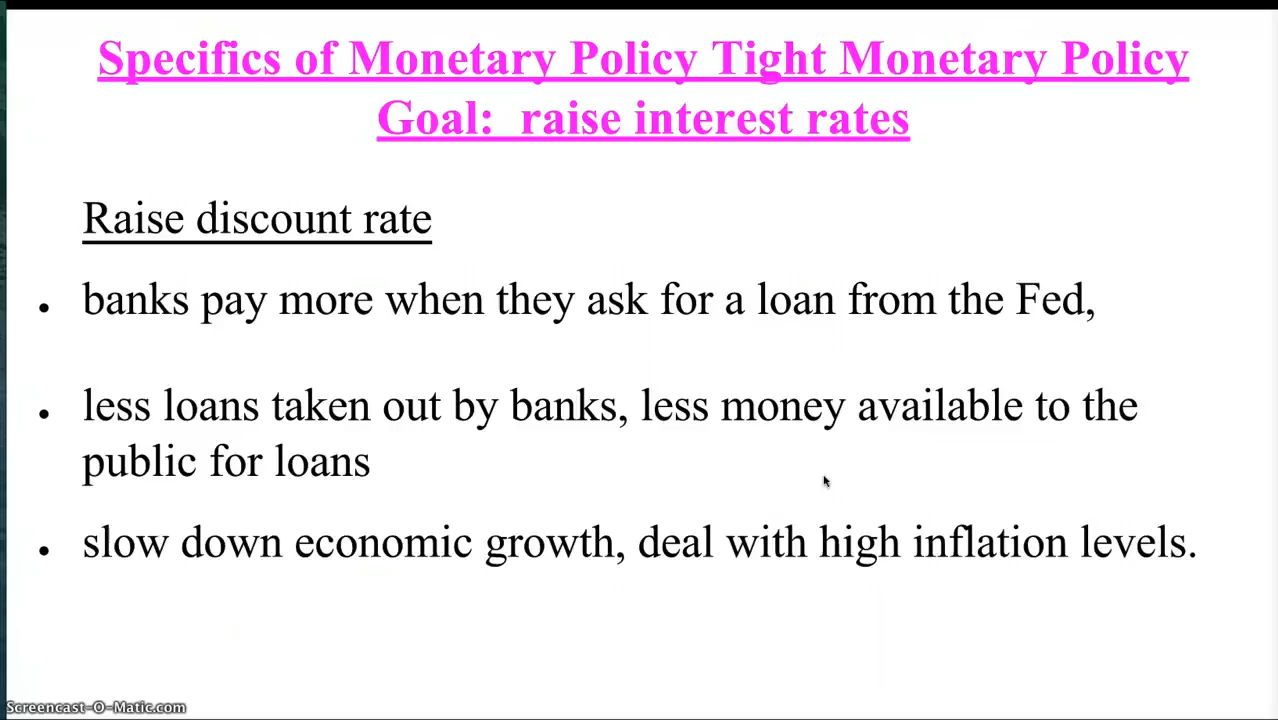 Specifics of Monetary Policy Tight Monetary Policy
Goal:  raise interest rates
Raise discount rate
• banks pay more when they ask for a loan from the Fed,
• less loans taken out by banks, less money available to the
public for loans
• slow down economic growth, deal with high inflation levels.
Screencast-O-Matic.com